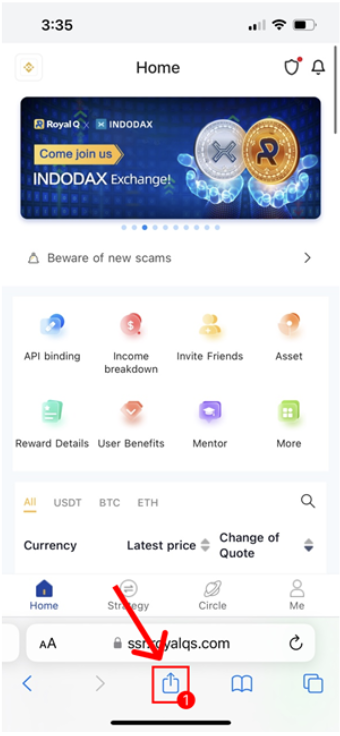 3:35
Home
Royal Q X INDODAX
Come join us
INDODAX Exchange!
Beware of new scams
API binding
Income breakdown
Invite Friends
Asset
Reward Details
User Benefits
Mentor
More
All USDT BTC ETH
Currency
Latest price
Change of Quote
Home
Strategy
Circle
Me
AA
royalqs.com
1